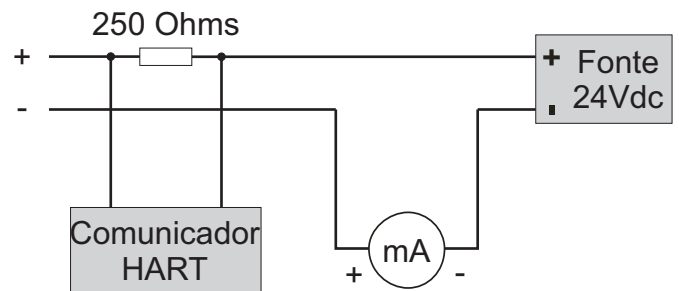 250 Ohms
+
-
+ Fonte
- 24Vdc
Comunicador
HART
+ mA -